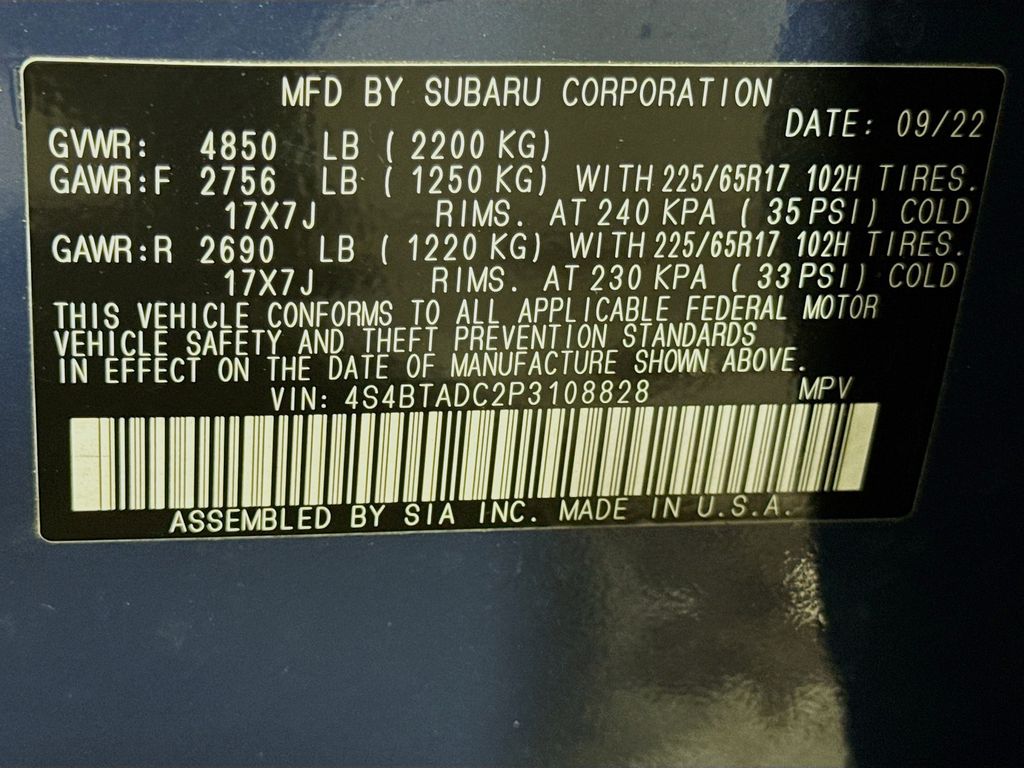 MFD BY SUBARU CORPORATION
DATE: 09/22
GVWR: 4850 LB ( 2200 KG)
GAWR:F 2756 LB ( 1250 KG) WITH 225/65R17 102H TIRES.
17X7J RIMS. AT 240 KPA ( 35 PSI) COLD
GAWR:R 2690 LB ( 1220 KG) WITH 225/65R17 102H TIRES.
17X7J RIMS. AT 230 KPA ( 33 PSI) COLD
THIS VEHICLE CONFORMS TO ALL APPLICABLE FEDERAL MOTOR
VEHICLE SAFETY AND THEFT PREVENTION STANDARDS
IN EFFECT ON THE DATE OF MANUFACTURE SHOWN ABOVE.
VIN: 4S4BTADC2P3108828 MPV
ASSEMBLED BY SIA INC. MADE IN U.S.A.